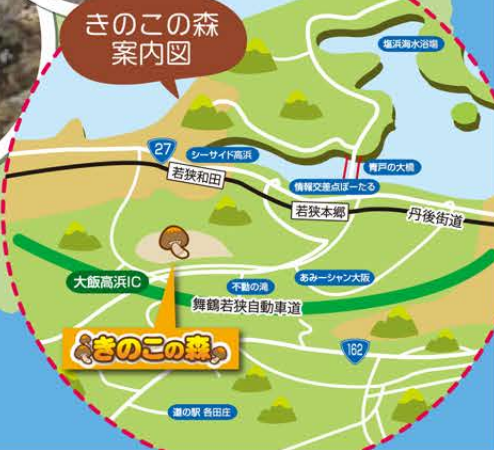 きのこの森
案内図
塩浜海水浴場
27
シーサイド高浜
青戸の大橋
若狭和田
情報交差点ぽーたる
若狭本郷
丹後街道
大飯高浜IC
不動の滝
あみーシャン大阪
舞鶴若狭自動車道
きのこの森
162
道の駅 名田庄